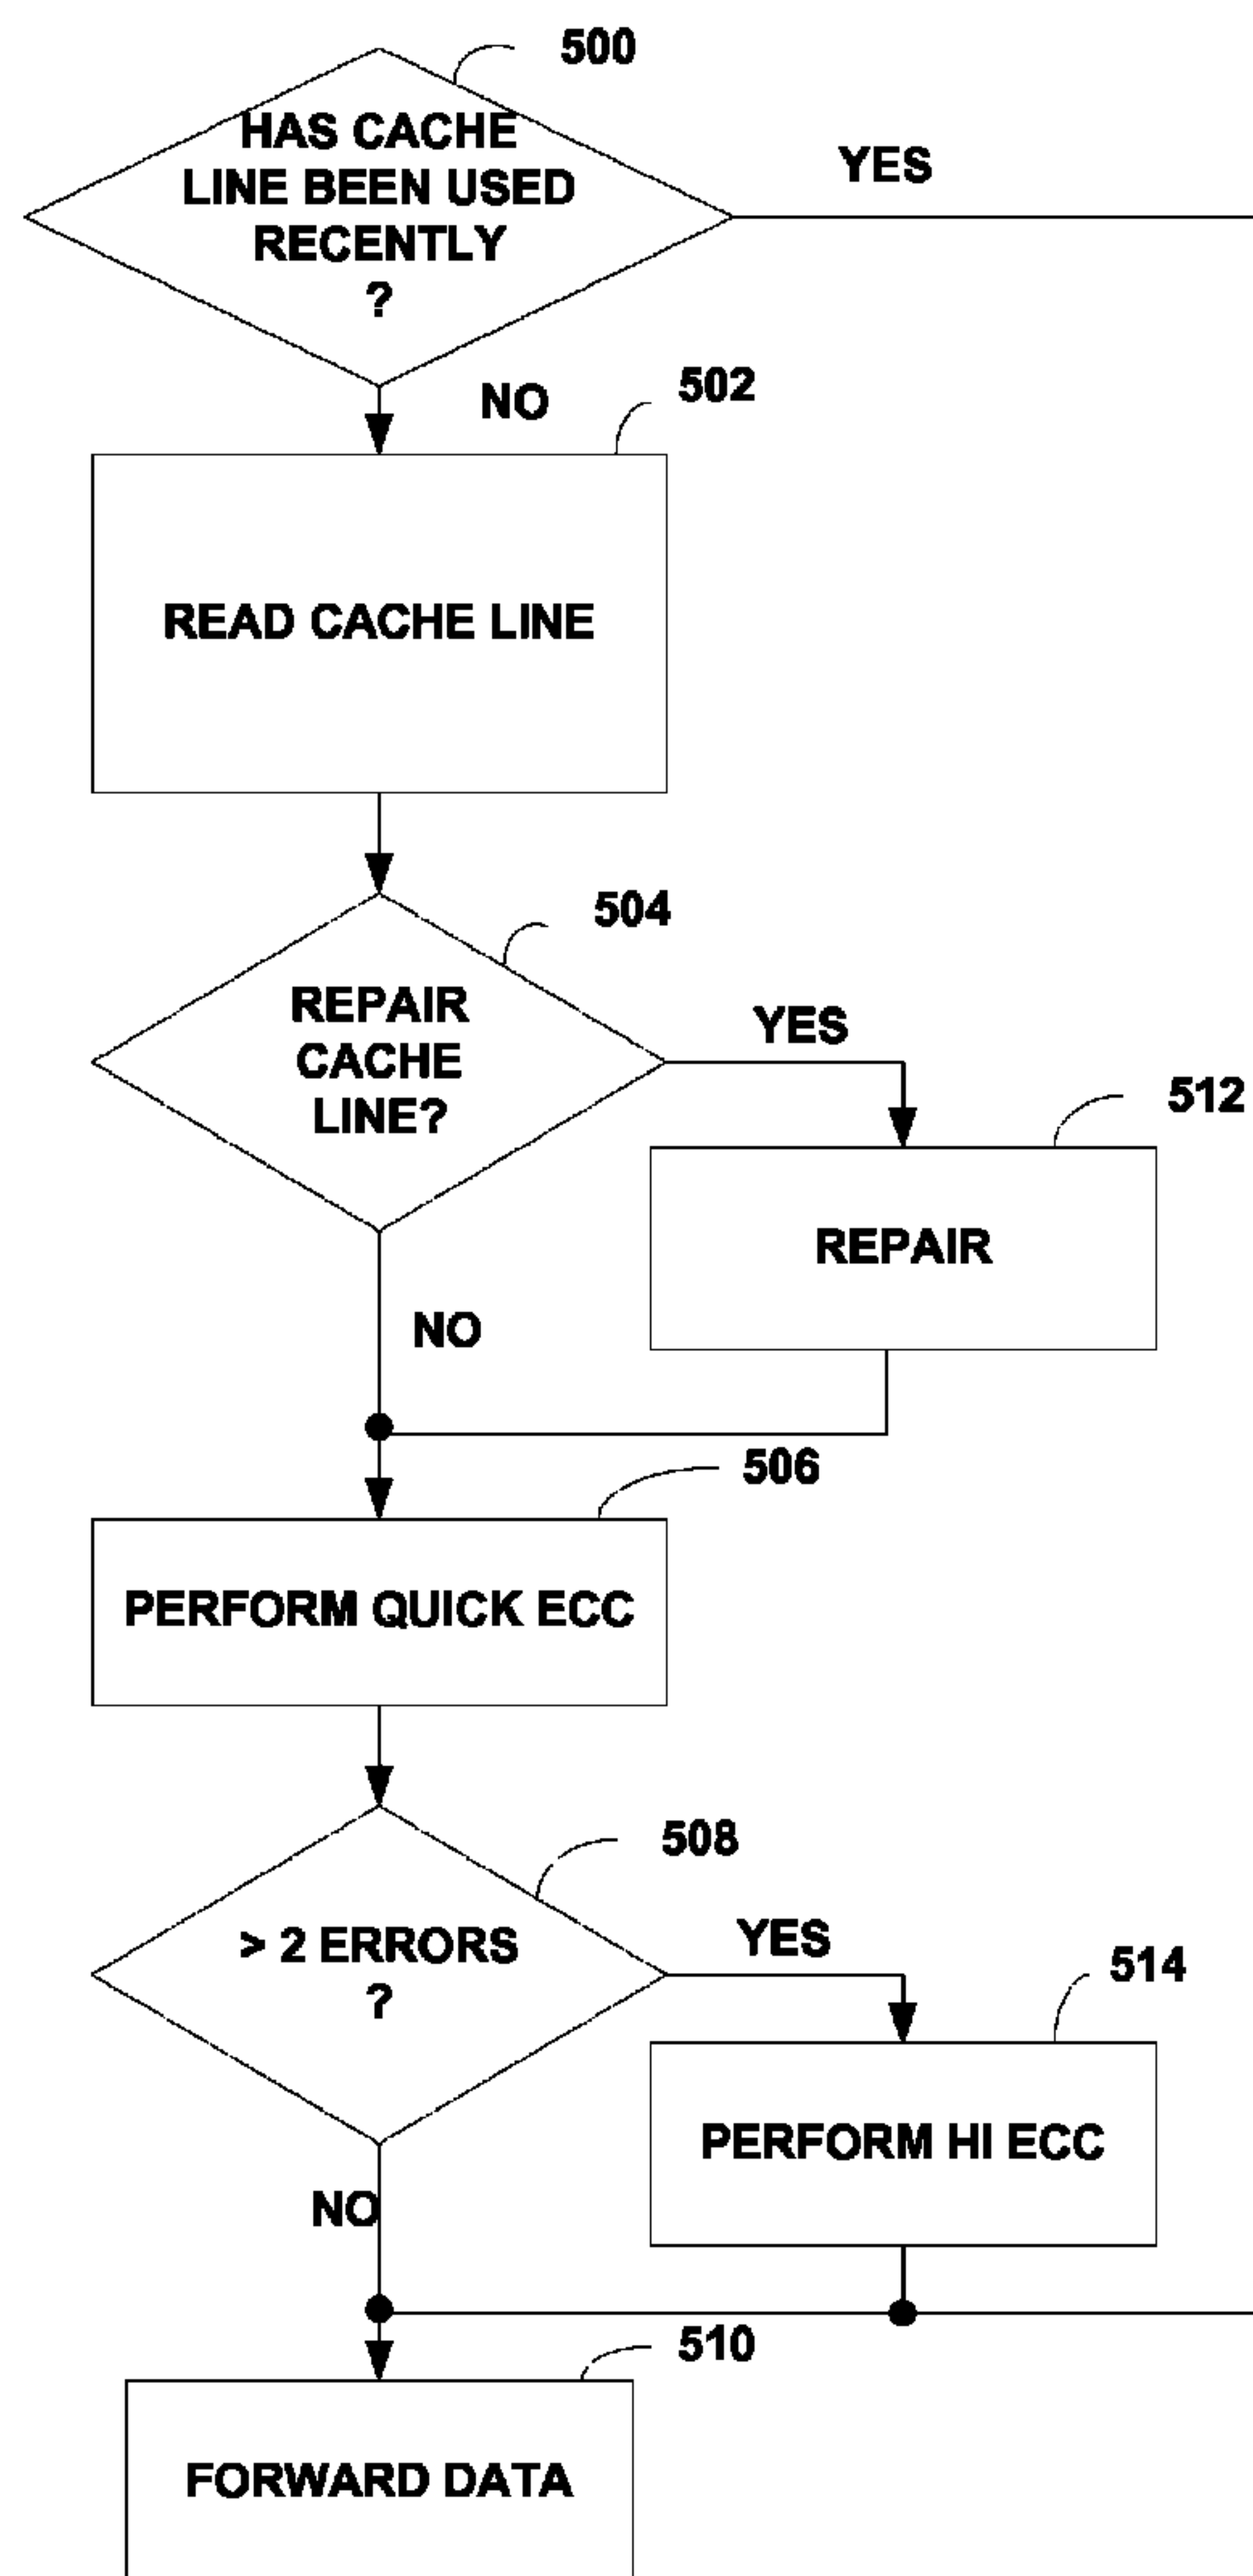 500
HAS CACHE
LINE BEEN USED
RECENTLY
?
YES
NO
502
READ CACHE LINE
504
REPAIR
CACHE
LINE?
YES
512
REPAIR
NO
506
PERFORM QUICK ECC
508
> 2 ERRORS
?
YES
514
PERFORM HI ECC
NO
510
FORWARD DATA